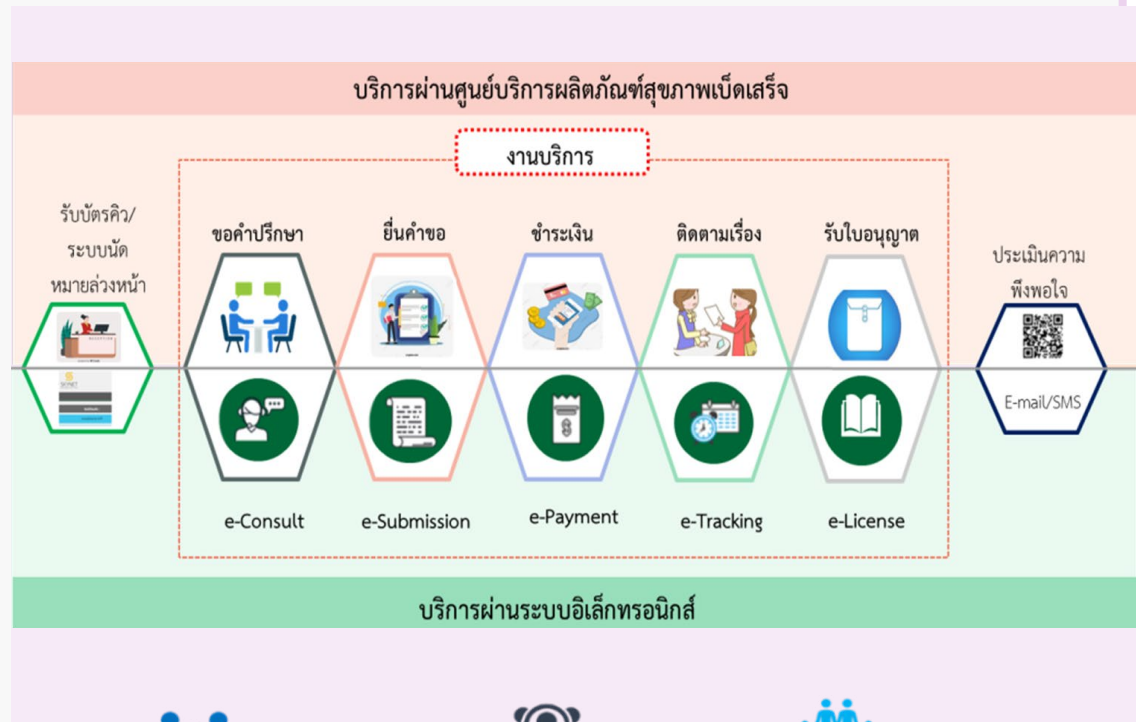 บริการผ่านศูนย์บริการผลิตภัณฑ์สุขภาพเบ็ดเสร็จ
งานบริการ
รับบัตรคิว/
ระบบนัด
หมายล่วงหน้า
ขอคำปรึกษา
ยื่นคำขอ
ชำระเงิน
ติดตามเรื่อง
รับใบอนุญาต
ประเมินความ
พึงพอใจ
E-mail/SMS
e-Consult
e-Submission
e-Payment
e-Tracking
e-License
บริการผ่านระบบอิเล็กทรอนิกส์